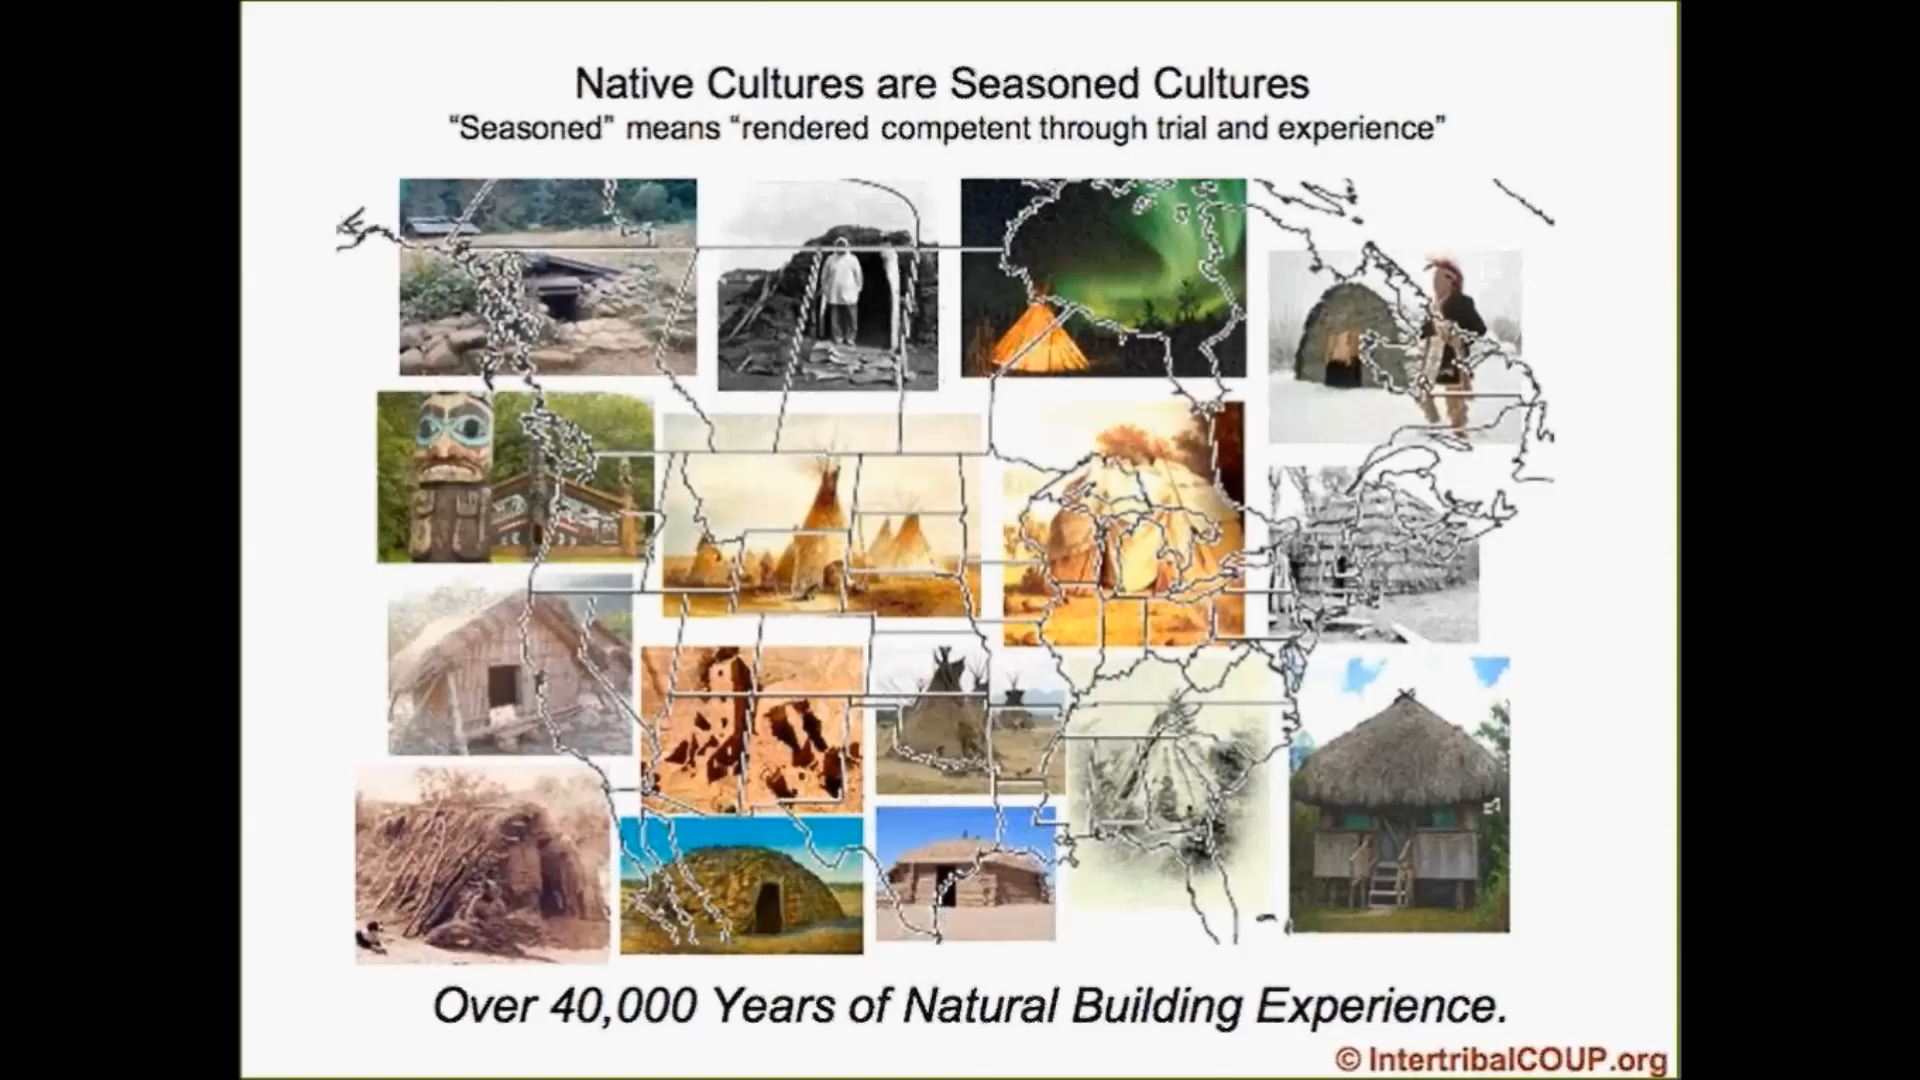 Native Cultures are Seasoned Cultures
“Seasoned” means “rendered competent through trial and experience”
Over 40,000 Years of Natural Building Experience.
© IntertribalCOUP.org